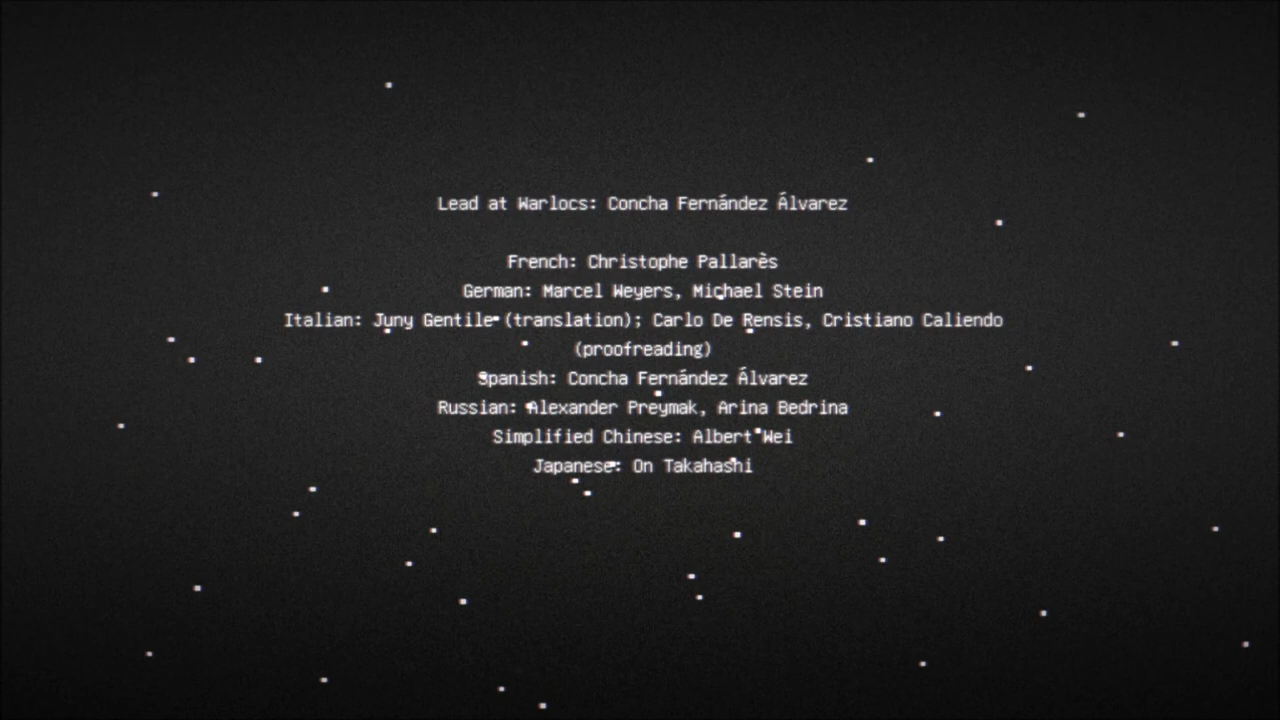 Lead at Warlocs: Concha Fernández Álvarez
French: Christophe Pallarès
German: Marcel Weyers, Michael Stein
Italian: Juny Gentile (translation); Carlo De Rensis, Cristiano Caliendo
(proofreading)
Spanish: Concha Fernández Álvarez
Russian: Alexander Preymak, Arina Bedrina
Simplified Chinese: Albert Wei
Japanese: On Takahashi